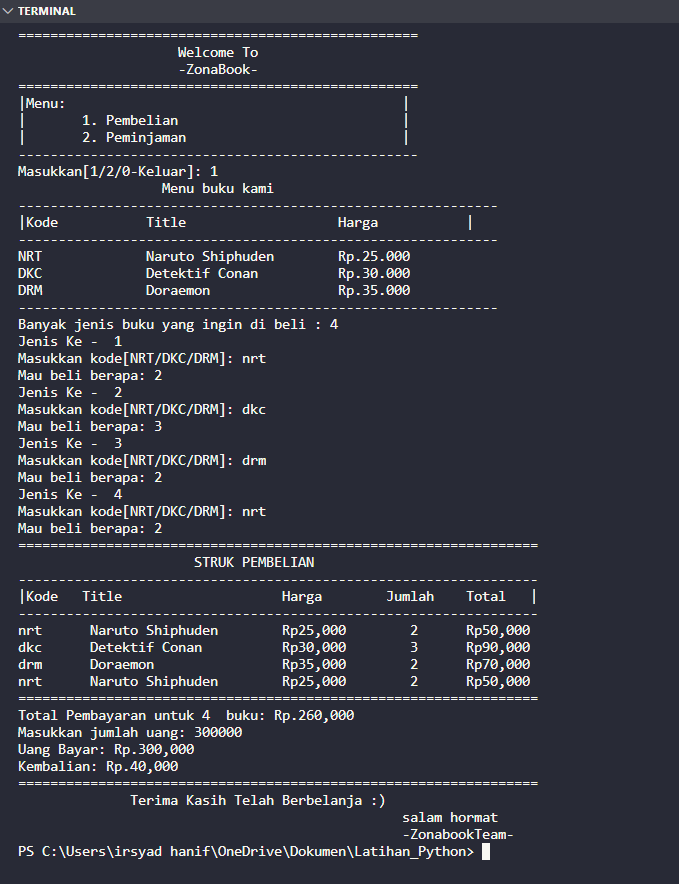 TERMINAL
==================================================
Welcome To
-ZonaBook-
==================================================
|Menu: |
| 1. Pembelian |
| 2. Peminjaman |
--------------------------------------------------
Masukkan[1/2/0-Keluar]: 1
Menu buku kami
------------------------------------------------------------
|Kode Title Harga |
------------------------------------------------------------
NRT Naruto Shiphuden Rp.25.000
DKC Detektif Conan Rp.30.000
DRM Doraemon Rp.35.000
------------------------------------------------------------
Banyak jenis buku yang ingin di beli : 4
Jenis Ke -  1
Masukkan kode[NRT/DKC/DRM]: nrt
Mau beli berapa: 2
Jenis Ke -  2
Masukkan kode[NRT/DKC/DRM]: dkc
Mau beli berapa: 3
Jenis Ke -  3
Masukkan kode[NRT/DKC/DRM]: drm
Mau beli berapa: 2
Jenis Ke -  4
Masukkan kode[NRT/DKC/DRM]: nrt
Mau beli berapa: 2
=================================================================
STRUK PEMBELIAN
-----------------------------------------------------------------
|Kode Title Harga Jumlah Total |
-----------------------------------------------------------------
nrt Naruto Shiphuden Rp25,000 2 Rp50,000
dkc Detektif Conan Rp30,000 3 Rp90,000
drm Doraemon Rp35,000 2 Rp70,000
nrt Naruto Shiphuden Rp25,000 2 Rp50,000
=================================================================
Total Pembayaran untuk 4  buku: Rp.260,000
Masukkan jumlah uang: 300000
Uang Bayar: Rp.300,000
Kembalian: Rp.40,000
=================================================================
Terima Kasih Telah Berbelanja :)
salam hormat
-ZonabookTeam-
PS C:\Users\irsyad hanif\OneDrive\Dokumen\Latihan_Python>